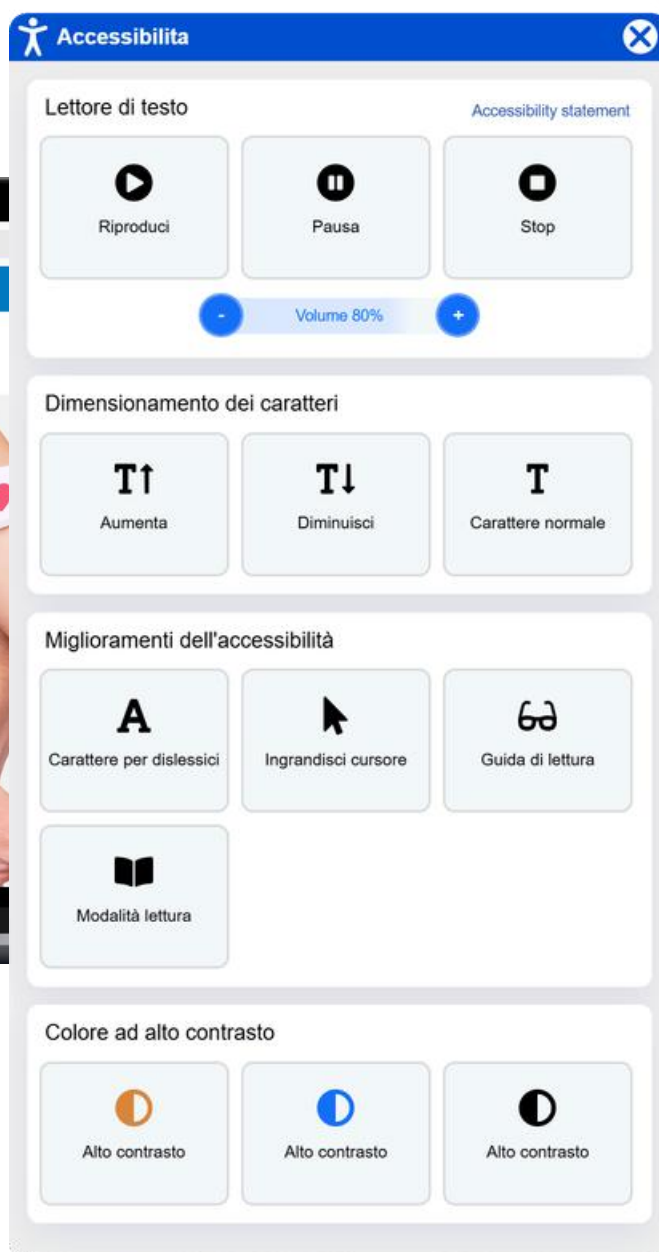 Accessibilita
Lettore di testo
Accessibility statement
Riproduci
Pausa
Stop
-
Volume 80%
+
Dimensionamento dei caratteri
T↑
Aumenta
T↓
Diminuisci
T
Carattere normale
Miglioramenti dell'accessibilità
A
Carattere per dislessici
Ingrandisci cursore
Guida di lettura
Modalità lettura
Colore ad alto contrasto
Alto contrasto
Alto contrasto
Alto contrasto